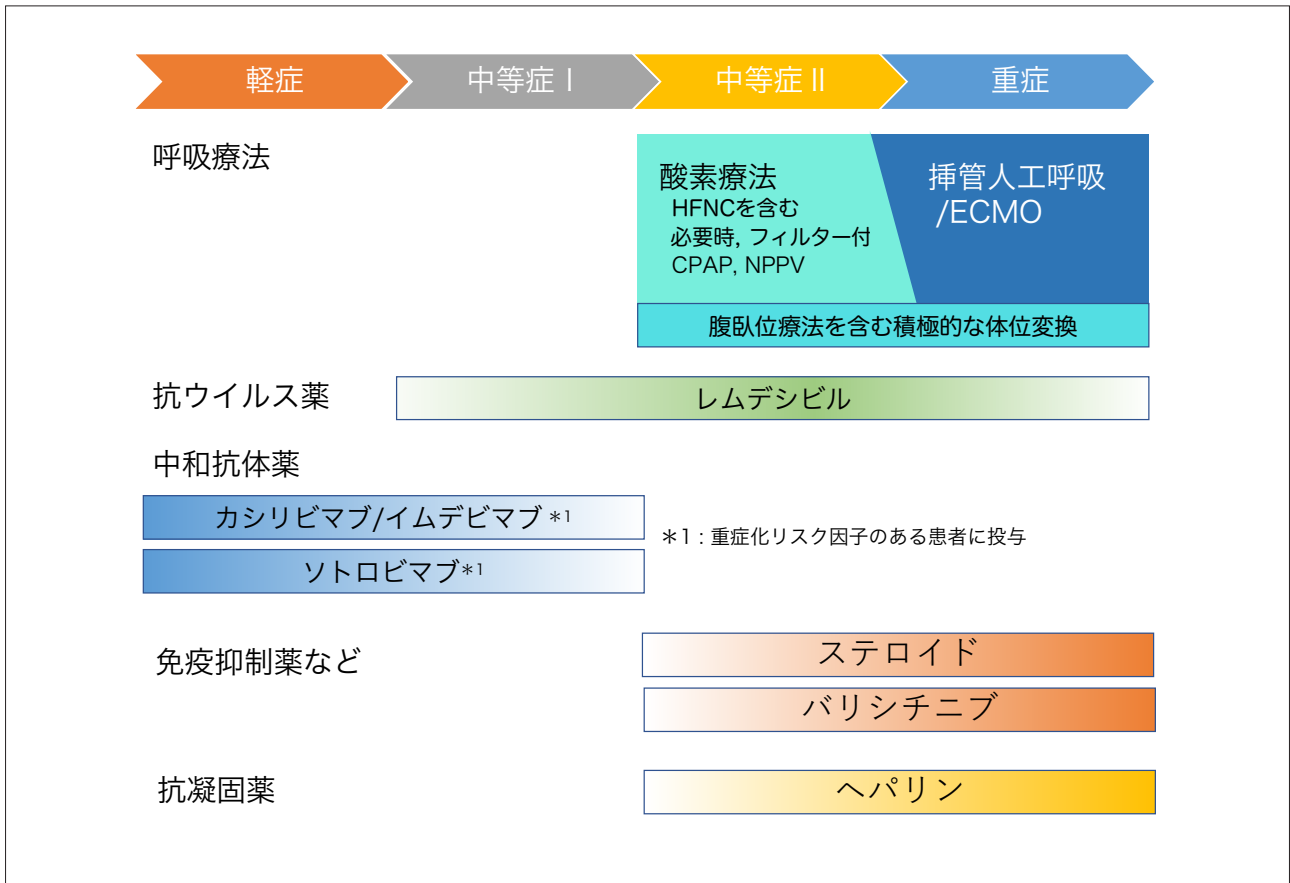 軽症
中等症Ⅰ
中等症Ⅱ
重症
呼吸療法
酸素療法
HFNCを含む
必要時, フィルター付
CPAP, NPPV
挿管人工呼吸
/ECMO
腹臥位療法を含む積極的な体位変換
抗ウイルス薬
レムデシビル
中和抗体薬
カシリビマブ/イムデビマブ *1
*1 : 重症化リスク因子のある患者に投与
ソトロビマブ*1
免疫抑制薬など
ステロイド
バリシチニブ
抗凝固薬
ヘパリン